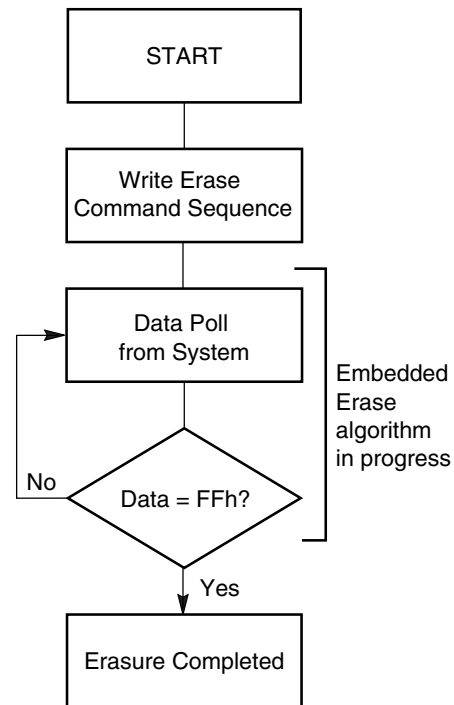 START
Write Erase
Command Sequence
Data Poll
from System
Embedded
Erase
algorithm
in progress
No
Data = FFh?
Yes
Erasure Completed